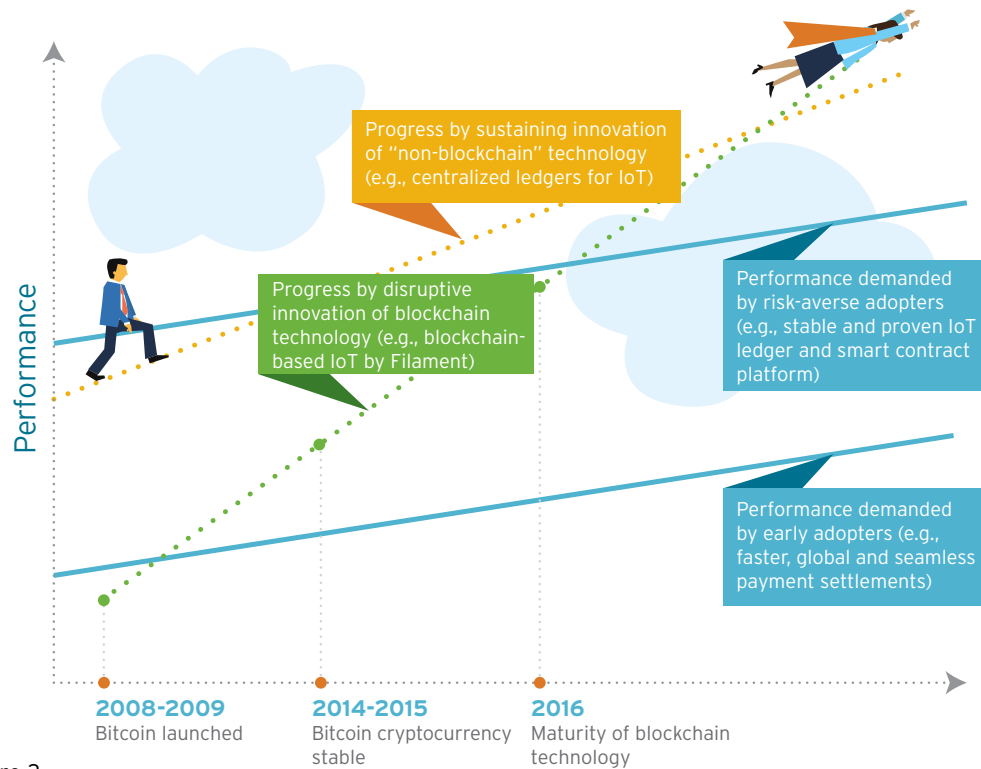 Progress by sustaining innovation
of “non-blockchain” technology
(e.g., centralized ledgers for IoT)
Progress by disruptive
innovation of blockchain
technology (e.g., blockchain-
based IoT by Filament)
Performance demanded
by risk-averse adopters
(e.g., stable and proven IoT
ledger and smart contract
platform)
Performance
Performance demanded
by early adopters (e.g.,
faster, global and seamless
payment settlements)
2008-2009
Bitcoin launched
2014-2015
Bitcoin cryptocurrency
stable
2016
Maturity of blockchain
technology